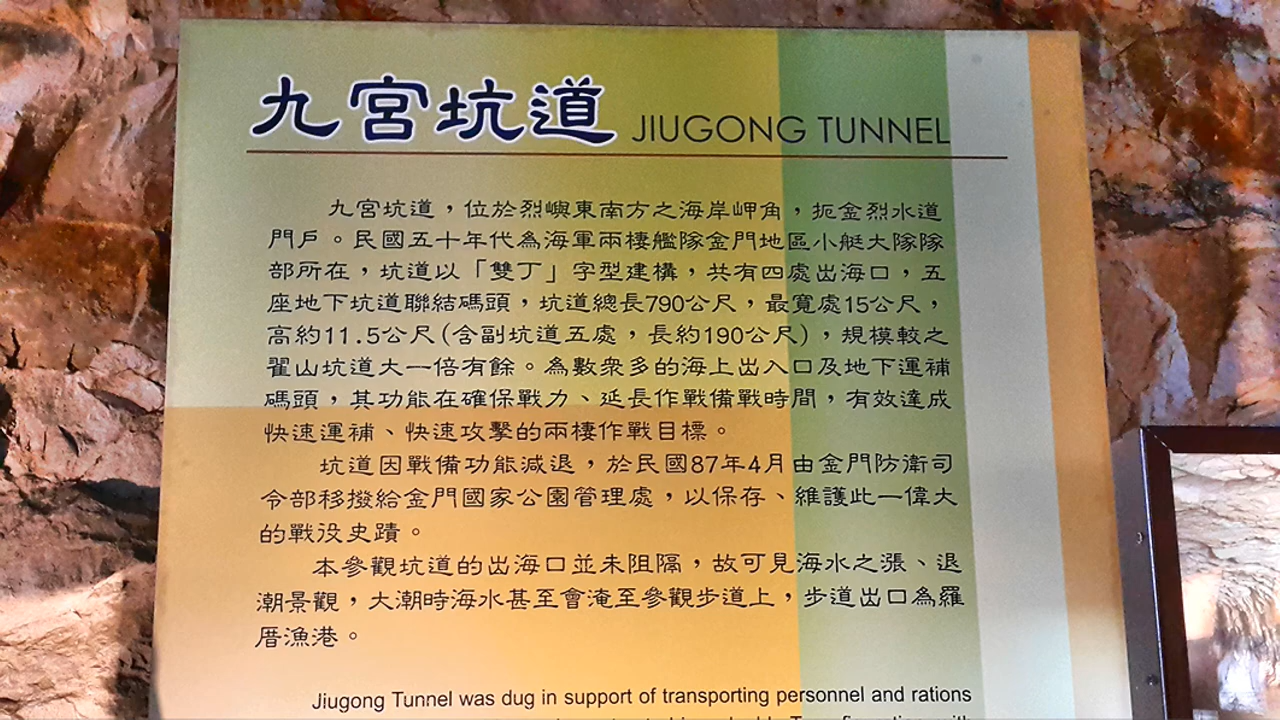 九宮坑道 JIUGONG TUNNEL
九宮坑道，位於烈嶼東南方之海岸岬角，扼金烈水道
門戶。民國五十年代為海軍兩棲艦隊金門地區小艇大隊隊
部所在，坑道以「雙丁」字型建構，共有四處出海口，五
座地下坑道聯結碼頭，坑道總長790公尺，最寬處15公尺，
高約11.5公尺(含副坑道五處，長約190公尺)，規模較之
翟山坑道大一倍有餘。為數眾多的海上出入口及地下運補
碼頭，其功能在確保戰力、延長作戰備戰時間，有效達成
快速運補、快速攻擊的兩棲作戰目標。
坑道因戰備功能減退，於民國87年4月由金門防衛司
令部移撥給金門國家公園管理處，以保存、維護此一偉大
的戰役史蹟。
本參觀坑道的出海口並未阻隔，故可見海水之漲、退
潮景觀，大潮時海水甚至會淹至參觀步道上，步道出口為羅
厝漁港。
Jiugong Tunnel was dug in support of transporting personnel and rations